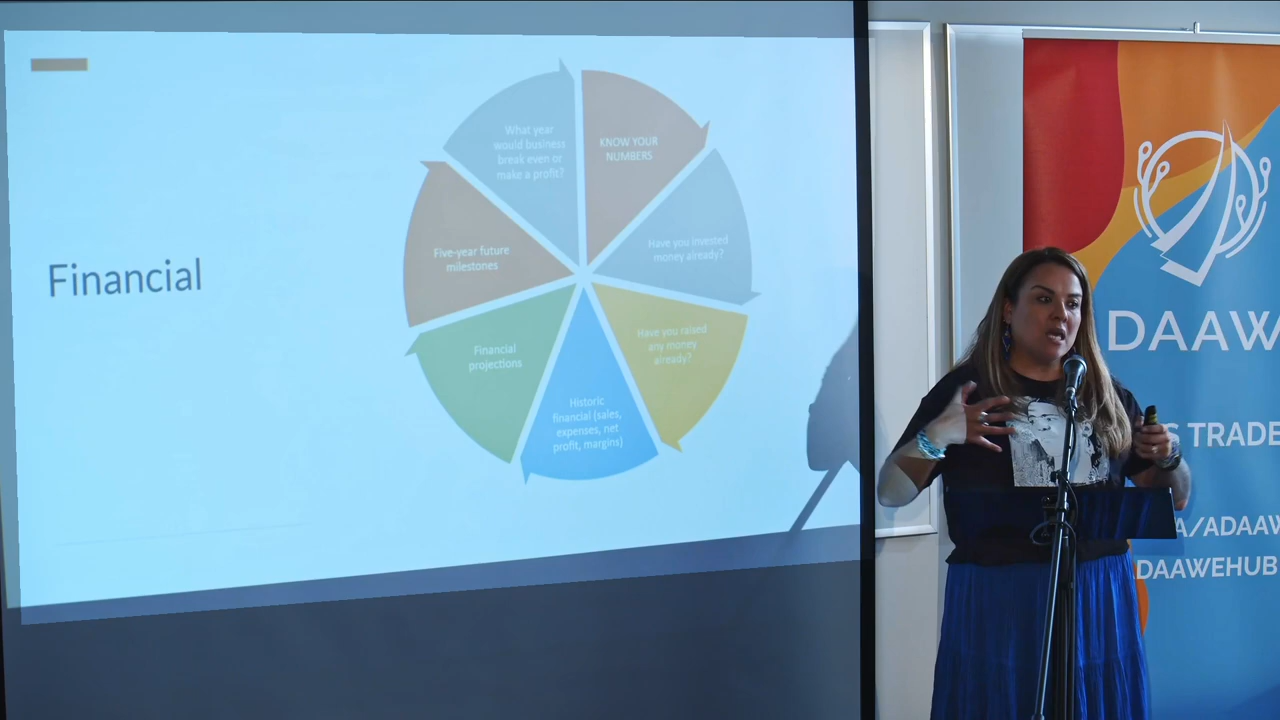 Financial
What year
would business
break even or
make a profit?
KNOW YOUR
NUMBERS
Have you invested
money already?
Have you raised
any money
already?
Historic
financial (sales,
expenses, net
profit, margins)
Financial
projections
Five-year future
milestones
DAAW
S TRADE
A/ADAAW
DAAWEHUB